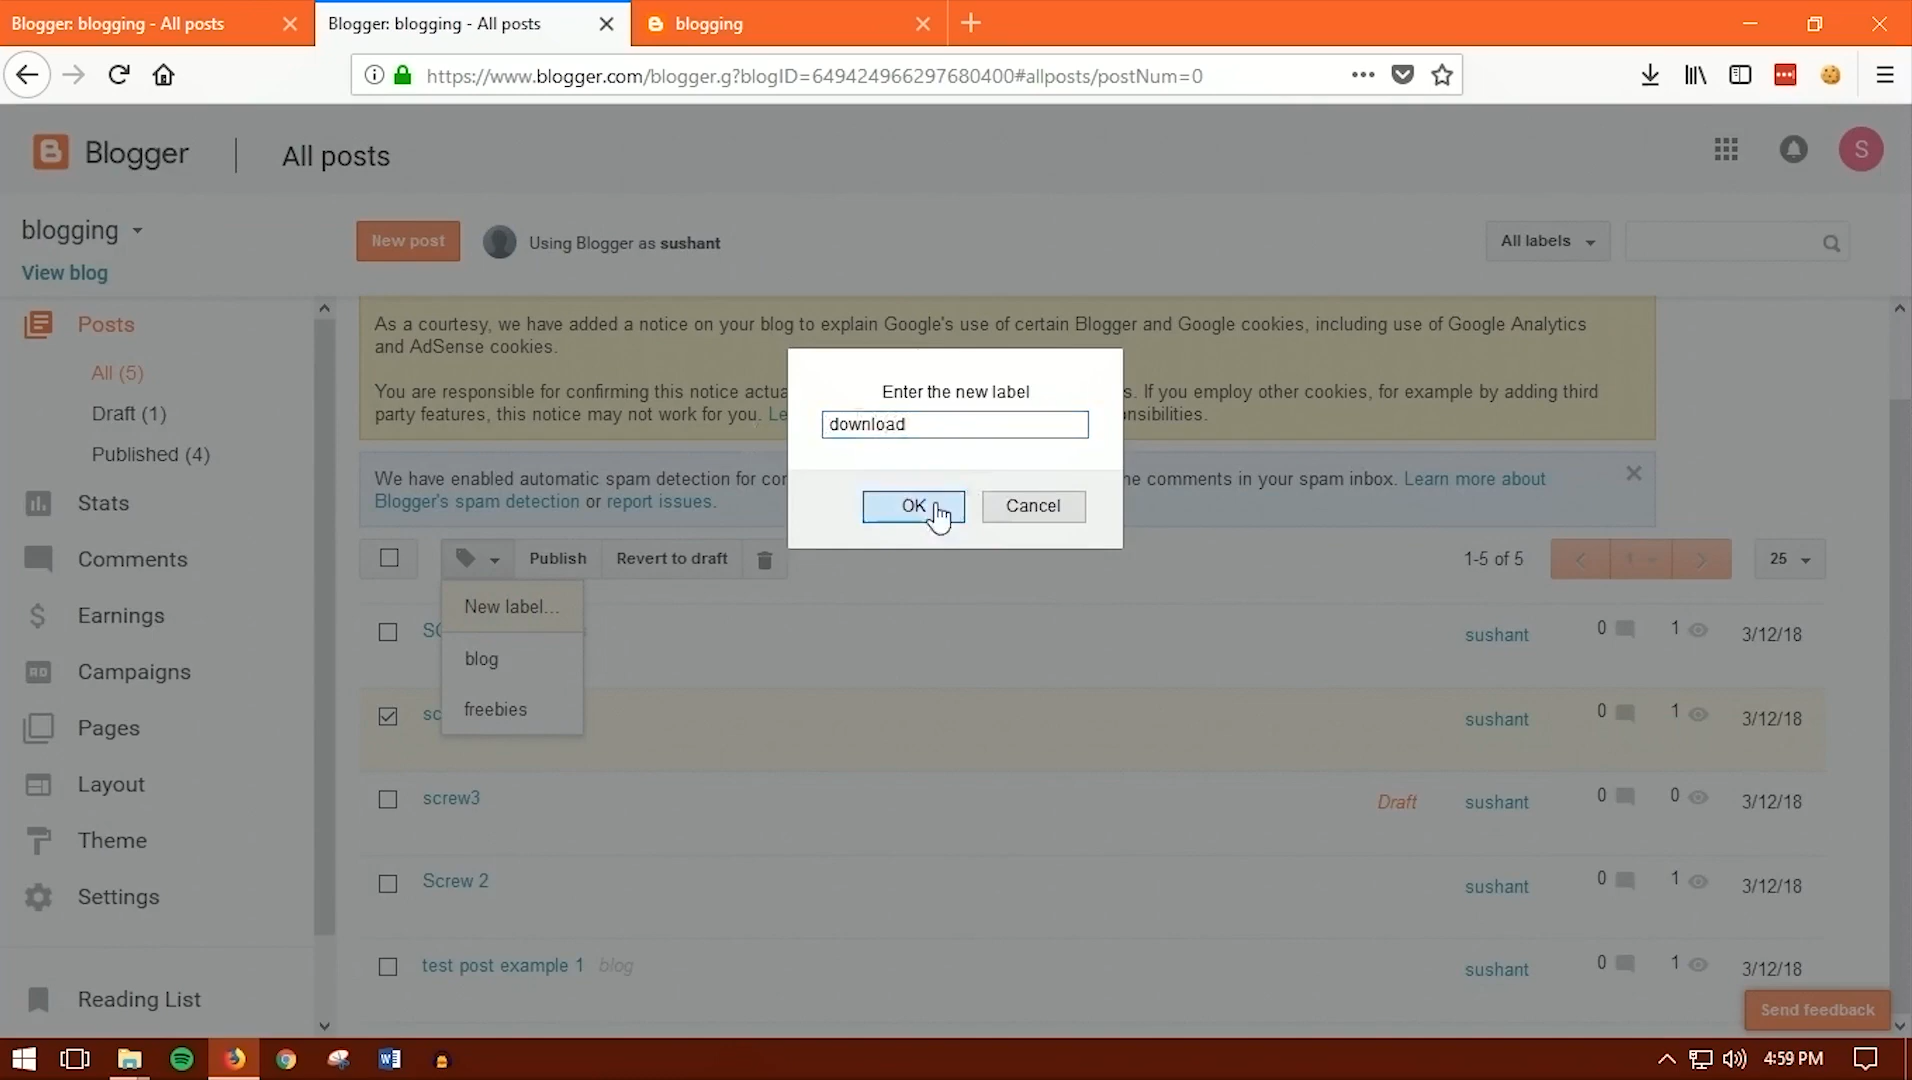 Blogger: blogging - All posts
Blogger: blogging - All posts
blogging
https://www.blogger.com/blogger.g?blogID=649424966297680400#allposts/postNum=0
Blogger
All posts
S
blogging
View blog
New post
Using Blogger as sushant
All labels
Posts
All (5)
Draft (1)
Published (4)
Stats
Comments
Earnings
Campaigns
Pages
Layout
Theme
Settings
Reading List
As a courtesy, we have added a notice on your blog to explain Google's use of certain Blogger and Google cookies, including use of Google Analytics
and AdSense cookies.
You are responsible for confirming this notice s. If you employ other cookies, for example by adding third
party features, this notice may not work for you.
We have enabled automatic spam detection for comments in your spam inbox. Learn more about
Blogger's spam detection or report issues.
Enter the new label
download
OK
Cancel
Publish
Revert to draft
1-5 of 5
25
New label...
blog
freebies
sushant
0
1
3/12/18
sushant
0
1
3/12/18
screw3
Draft
sushant
0
0
3/12/18
Screw 2
sushant
0
1
3/12/18
test post example 1 blog
sushant
0
1
3/12/18
Send feedback
4:59 PM